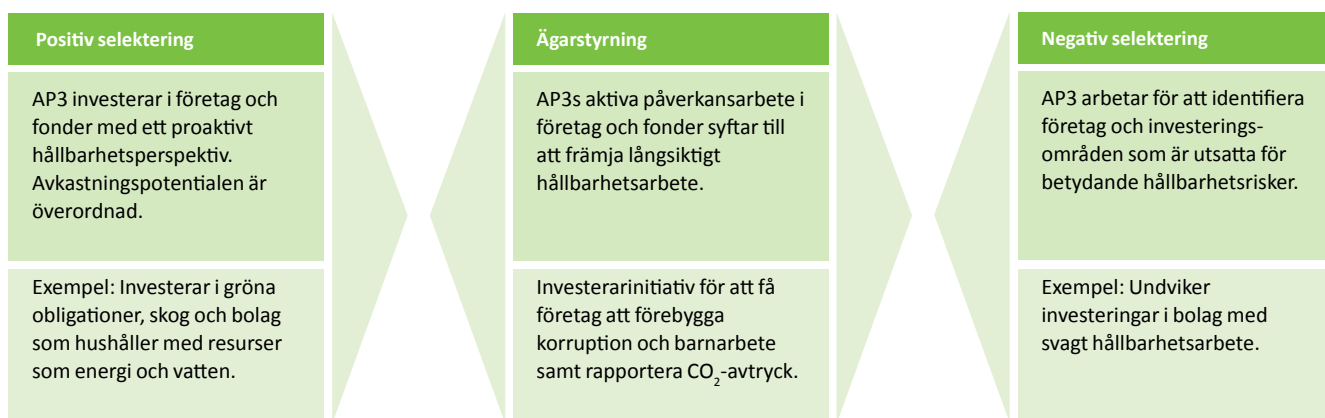 Positiv selektering
AP3 investerar i företag och
fonder med ett proaktivt
hållbarhetsperspektiv.
Avkastningspotentialen är
överordnad.
Exempel: Investerar i gröna
obligationer, skog och bolag
som hushåller med resurser
som energi och vatten.
Ägarstyrning
AP3s aktiva påverkansarbete i
företag och fonder syftar till
att främja långsiktigt
hållbarhetsarbete.
Investerarinitiativ för att få
företag att förebygga
korruption och barnarbete
samt rapportera CO₂-avtryck.
Negativ selektering
AP3 arbetar för att identifiera
företag och investerings-
områden som är utsatta för
betydande hållbarhetsrisker.
Exempel: Undviker
investeringar i bolag med
svagt hållbarhetsarbete.